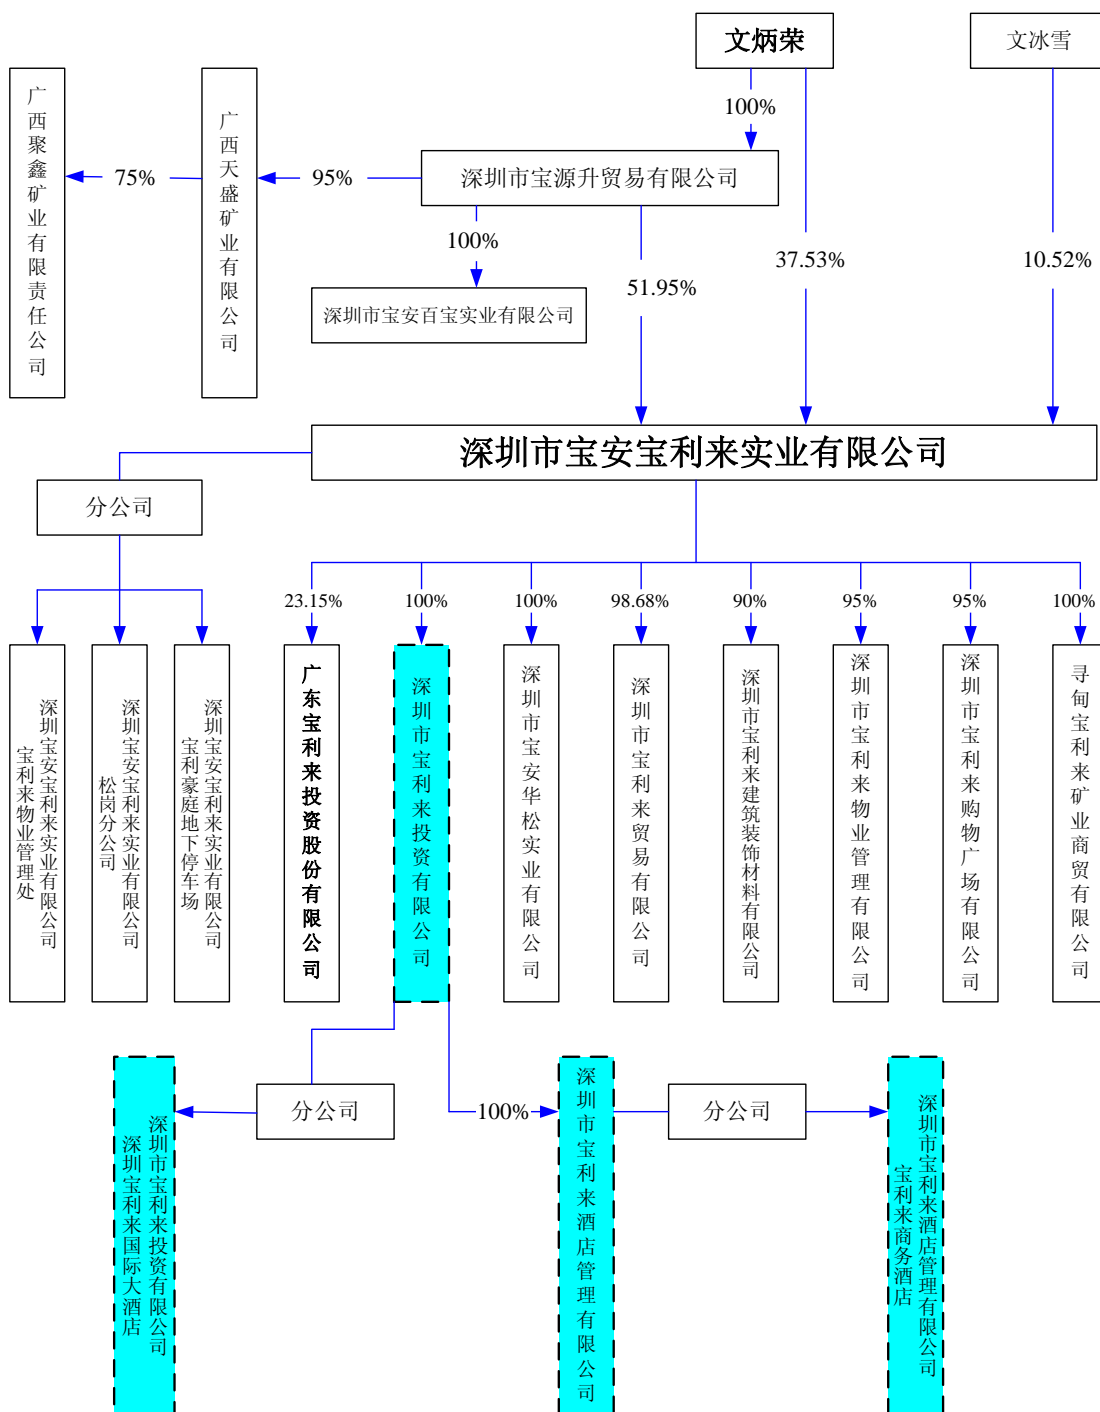 文炳荣
文冰雪
100%
广西聚鑫矿业有限责任公司
75%
广西天盛矿业有限公司
95%
深圳市宝源升贸易有限公司
100%
深圳市宝安百宝实业有限公司
51.95%
37.53%
10.52%
深圳市宝安宝利来实业有限公司
分公司
23.15%
100%
100%
98.68%
90%
95%
95%
100%
深圳宝安宝利来实业有限公司
宝利来物业管理处
深圳宝安宝利来实业有限公司
松岗分公司
深圳宝安宝利来实业有限公司
宝利豪庭地下停车场
广东宝利来投资股份有限公司
深圳市宝利来投资有限公司
深圳市宝安华松实业有限公司
深圳市宝利来贸易有限公司
深圳市宝利来建筑装饰材料有限公司
深圳市宝利来物业管理有限公司
深圳市宝利来购物广场有限公司
寻甸宝利来矿业商贸有限公司
深圳市宝利来投资有限公司
深圳宝利来国际大酒店
分公司
100%
深圳市宝利来酒店管理有限公司
分公司
深圳市宝利来酒店管理有限公司
宝利来商务酒店